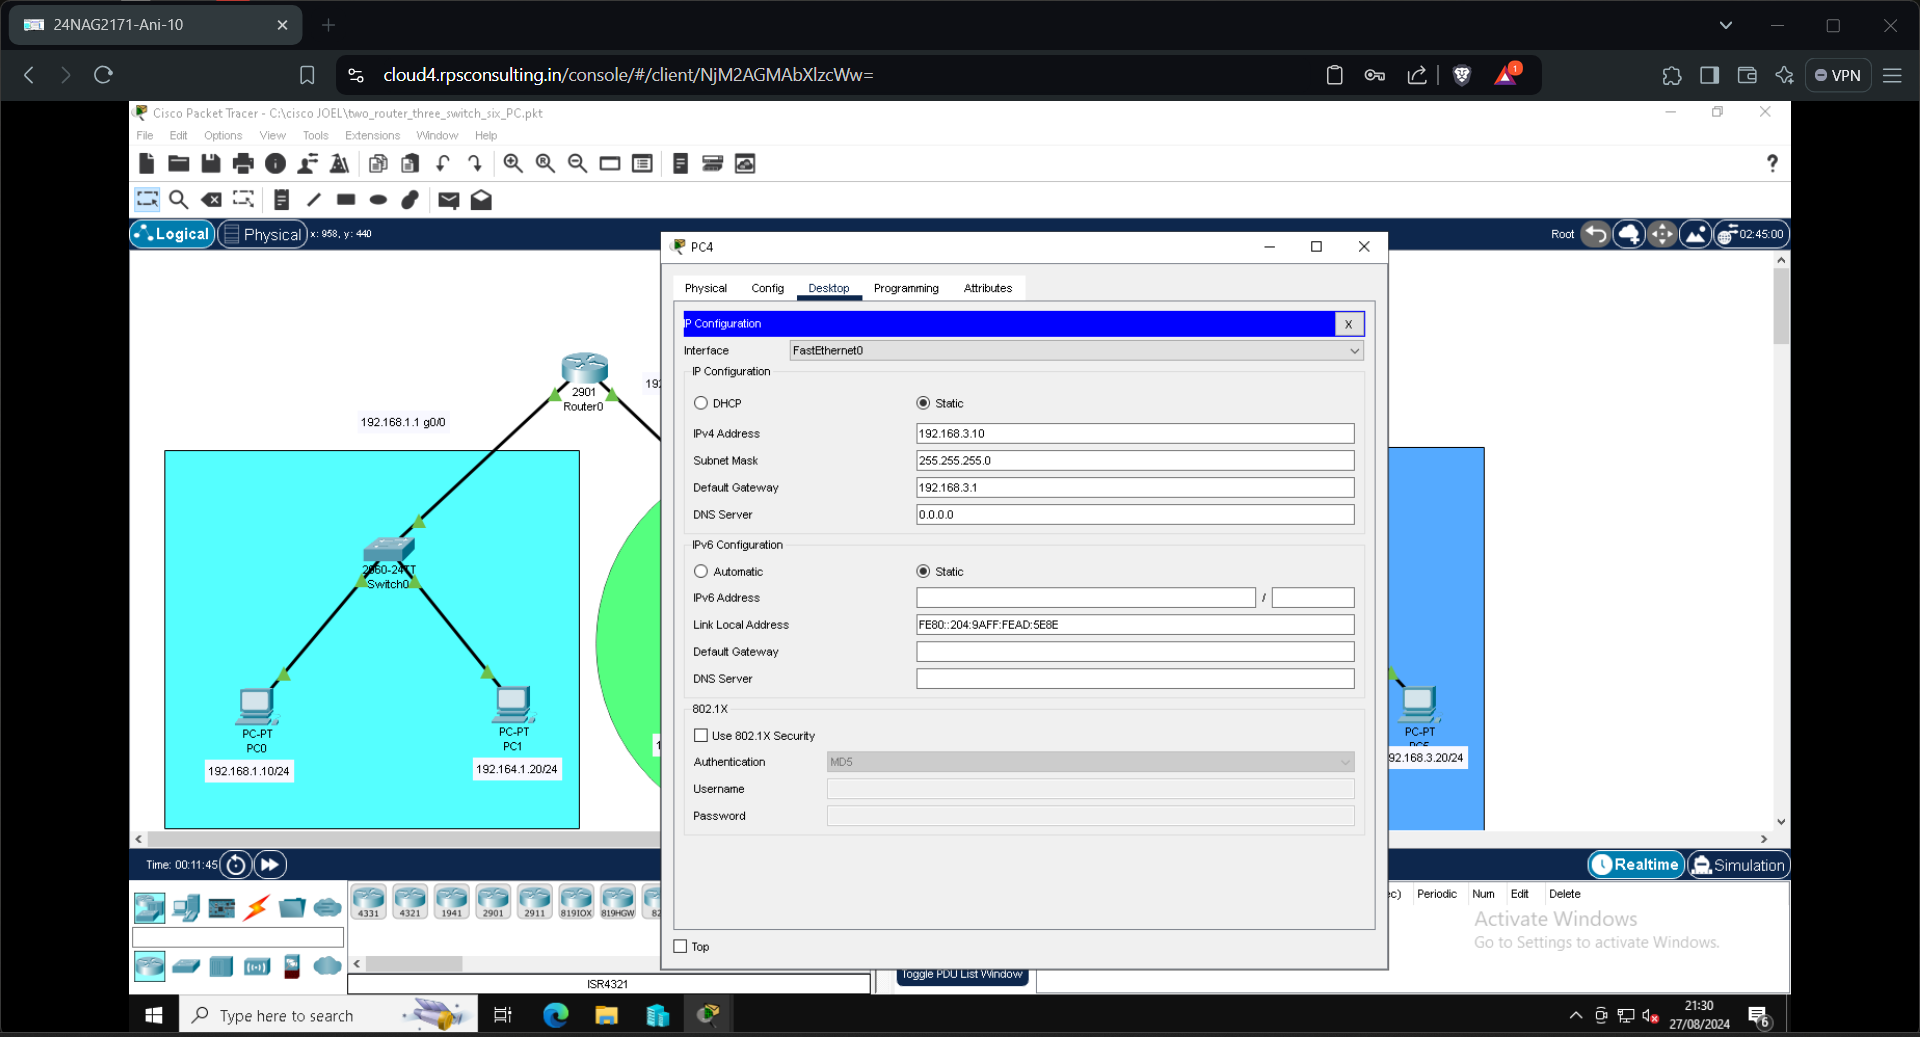 24NAG2171-Ani-10
cloud4.rpsconsulting.in/console/#/client/NjM2AGMAbXlzcWw=
1
VPN
Cisco Packet Tracer - C:\cisco JOEL\two_router_three_switch_six_PC.pkt
File Edit Options View Tools Extensions Window Help
?
Logical Physical x: 958, y: 440
Root 02:45:00
PC4
Physical Config Desktop Programming Attributes
IP Configuration
X
Interface FastEthernet0
IP Configuration
DHCP Static
IPv4 Address 192.168.3.10
Subnet Mask 255.255.255.0
Default Gateway 192.168.3.1
DNS Server 0.0.0.0
IPv6 Configuration
Automatic Static
IPv6 Address /
Link Local Address FE80::204:9AFF:FEAD:5E8E
Default Gateway
DNS Server
802.1X
Use 802.1X Security
Authentication MD5
Username
Password
Top
2901
Router0
192.168.1.1 g0/0
2960-24TT
Switch0
PC-PT
PC0
192.168.1.10/24
PC-PT
PC1
192.164.1.20/24
PC-PT
PC5
92.168.3.20/24
Time: 00:11:45
Realtime Simulation
4331 4321 1941 2901 2911 819IOX 819HGW
Periodic Num Edit Delete
Activate Windows
Go to Settings to activate Windows.
Toggle PDU List Window
ISR4321
Type here to search
21:30
27/08/2024
6